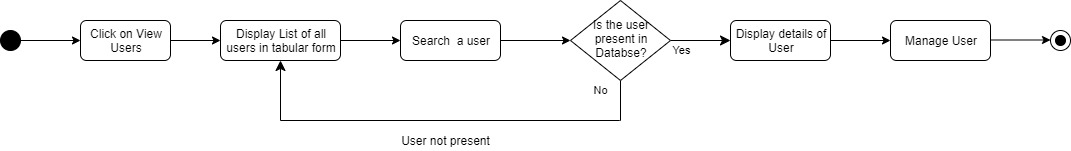 Click on View
Users
Display List of all
users in tabular form
Search a user
Is the user
present in
Databse?
Yes
No
Display details of
User
Manage User
User not present